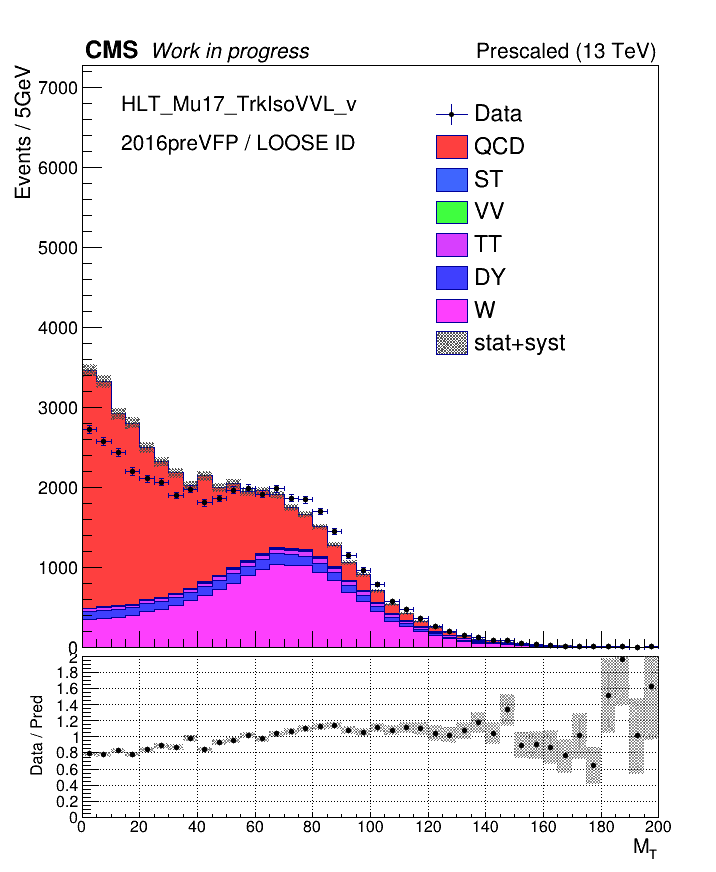 CMS Work in progress Prescaled (13 TeV)
Events / 5GeV
7000
6000
5000
4000
3000
2000
1000
0
HLT_Mu17_TrkIsoVVL_v
2016preVFP / LOOSE ID
Data
QCD
ST
VV
TT
DY
W
stat+syst
Data / Pred
2
1.8
1.6
1.4
1.2
1
0.8
0.6
0.4
0.2
0
0 20 40 60 80 100 120 140 160 180 200
M_T